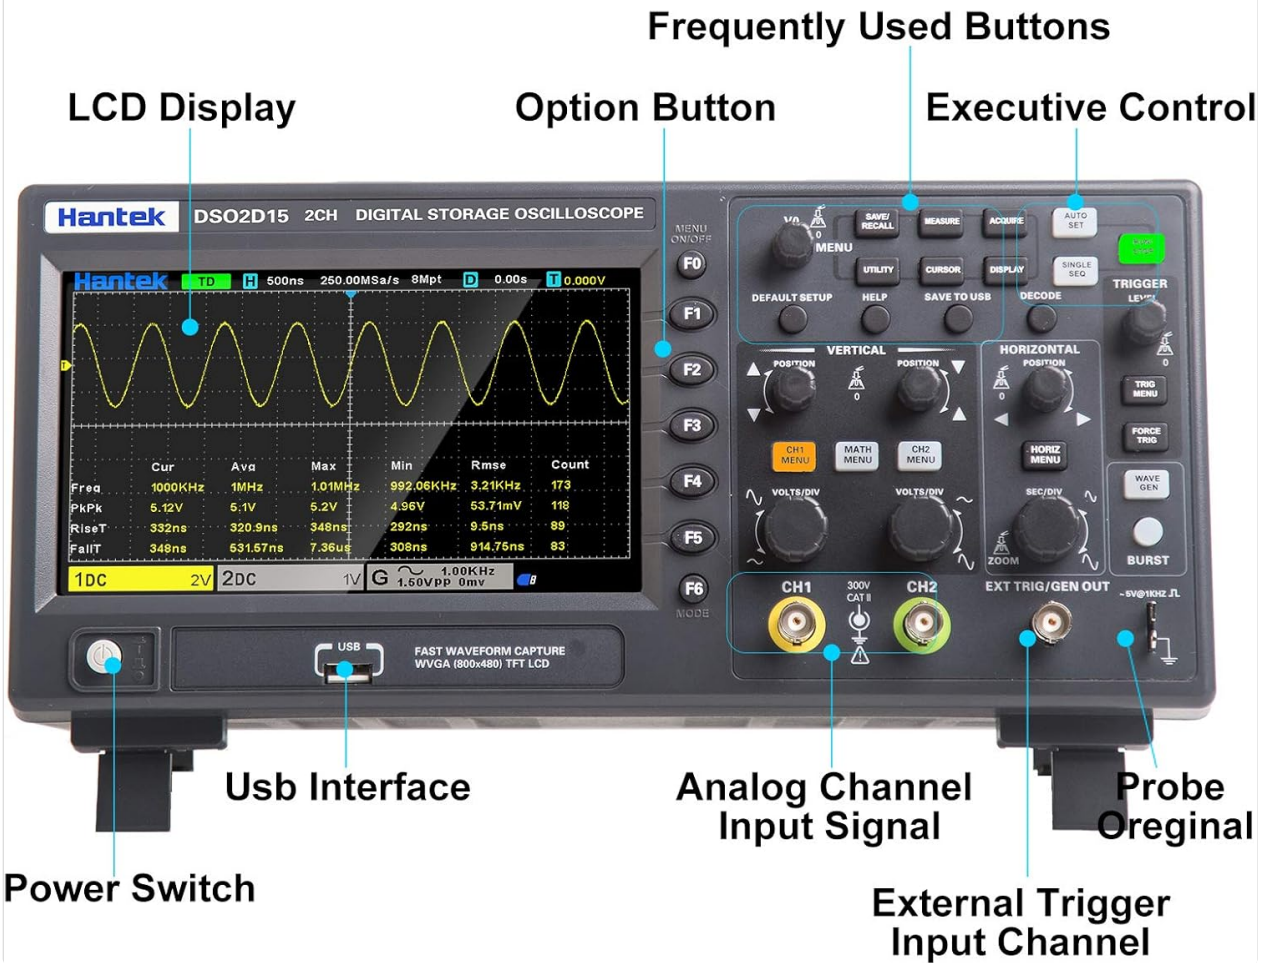 Frequently Used Buttons
LCD Display
Option Button
Executive Control
Hantek DSO2D15 2CH DIGITAL STORAGE OSCILLOSCOPE
MENU
ON/OFF
F0
F1
F2
F3
F4
F5
F6
MODE
Hantek TD H 500ns 250.00MSa/s 8Mpt D 0.00s T 0.000V
T
Cur Avg Max Min Rmse Count
Freq 1000KHz 1MHz 1.01MHz 992.06KHz 3.21KHz 173
PkPk 5.12V 5.1V 5.2V 4.96V 53.71mV 118
RiseT 332ns 320.9ns 348ns 292ns 9.5ns 89
FallT 348ns 531.57ns 7.36us 308ns 914.75ns 83
1DC 2V 2DC 1V G 1.00KHz
1.50VPP 0mv
V0
0
MENU
SAVE/
RECALL
MEASURE
ACQUIRE
AUTO
SET
UTILITY
CURSOR
DISPLAY
SINGLE
SEQ
DEFAULT SETUP
HELP
SAVE TO USB
DECODE
TRIGGER
LEVEL
0
VERTICAL
POSITION
0
POSITION
HORIZONTAL
POSITION
0
TRIG
MENU
FORCE
TRIG
CH1
MENU
MATH
MENU
CH2
MENU
HORIZ
MENU
WAVE
GEN
VOLTS/DIV
VOLTS/DIV
SEC/DIV
ZOOM
BURST
CH1
300V
CAT II
CH2
EXT TRIG/GEN OUT
~5V@1KHZ
USB
FAST WAVEFORM CAPTURE
WVGA (800x480) TFT LCD
Usb Interface
Analog Channel
Input Signal
Probe
Oreginal
Power Switch
External Trigger
Input Channel